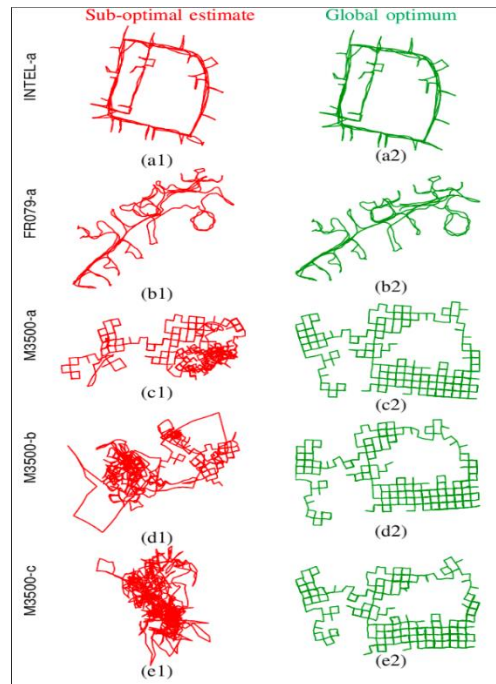 Sub-optimal estimate Global optimum
INTEL-a
(a1) (a2)
FR079-a
(b1) (b2)
M3500-a
(c1) (c2)
M3500-b
(d1) (d2)
M3500-c
(e1) (e2)